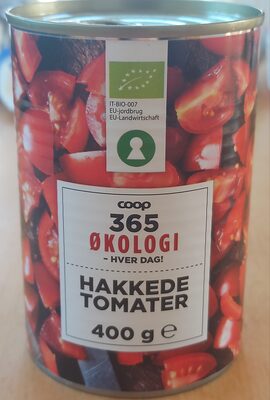 IT-BIO-007
EU-jordbrug
EU-Landwirtschaft
coop
365
ØKOLOGI
– HVER DAG!
HAKKEDE
TOMATER
400 g ℮